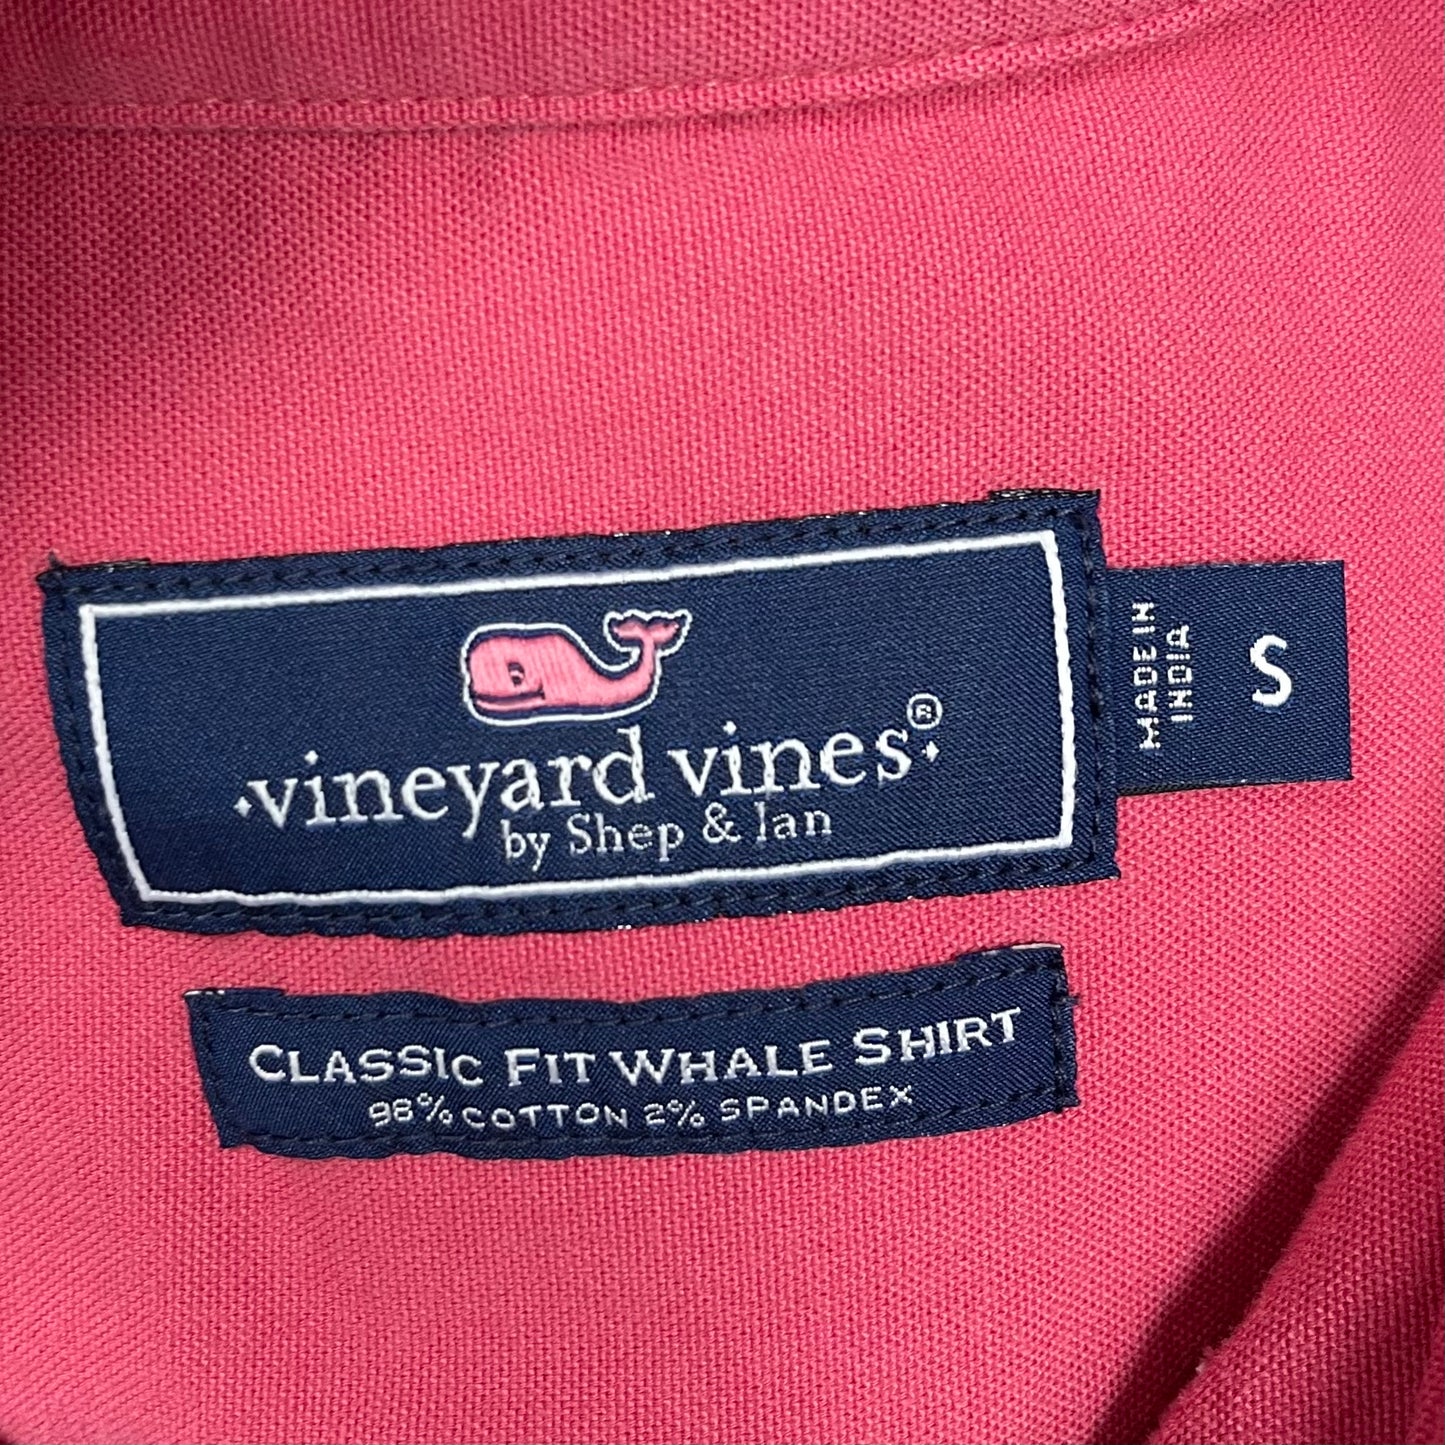 ·vineyard vines®·
by Shep & Ian
MADE IN
INDIA
S
CLASSIC FIT WHALE SHIRT
98% COTTON 2% SPANDEX